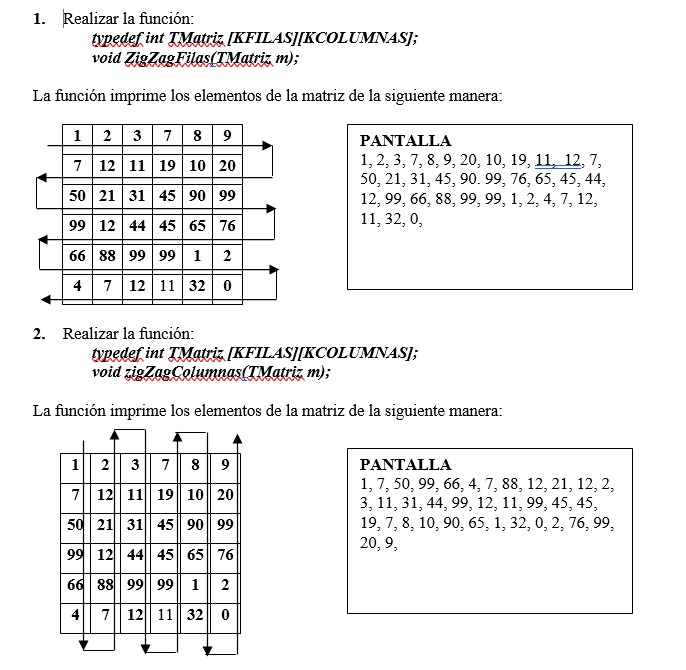 1. Realizar la función:
typedef int TMatriz [KFILAS][KCOLUMNAS];
void ZigZagFilas(TMatriz m);
La función imprime los elementos de la matriz de la siguiente manera:
1 2 3 7 8 9
7 12 11 19 10 20
50 21 31 45 90 99
99 12 44 45 65 76
66 88 99 99 1 2
4 7 12 11 32 0
PANTALLA
1, 2, 3, 7, 8, 9, 20, 10, 19, 11, 12, 7,
50, 21, 31, 45, 90. 99, 76, 65, 45, 44,
12, 99, 66, 88, 99, 99, 1, 2, 4, 7, 12,
11, 32, 0,
2. Realizar la función:
typedef int TMatriz [KFILAS][KCOLUMNAS];
void zigZagColumnas(TMatriz m);
La función imprime los elementos de la matriz de la siguiente manera:
1 2 3 7 8 9
7 12 11 19 10 20
50 21 31 45 90 99
99 12 44 45 65 76
66 88 99 99 1 2
4 7 12 11 32 0
PANTALLA
1, 7, 50, 99, 66, 4, 7, 88, 12, 21, 12, 2,
3, 11, 31, 44, 99, 12, 11, 99, 45, 45,
19, 7, 8, 10, 90, 65, 1, 32, 0, 2, 76, 99,
20, 9,